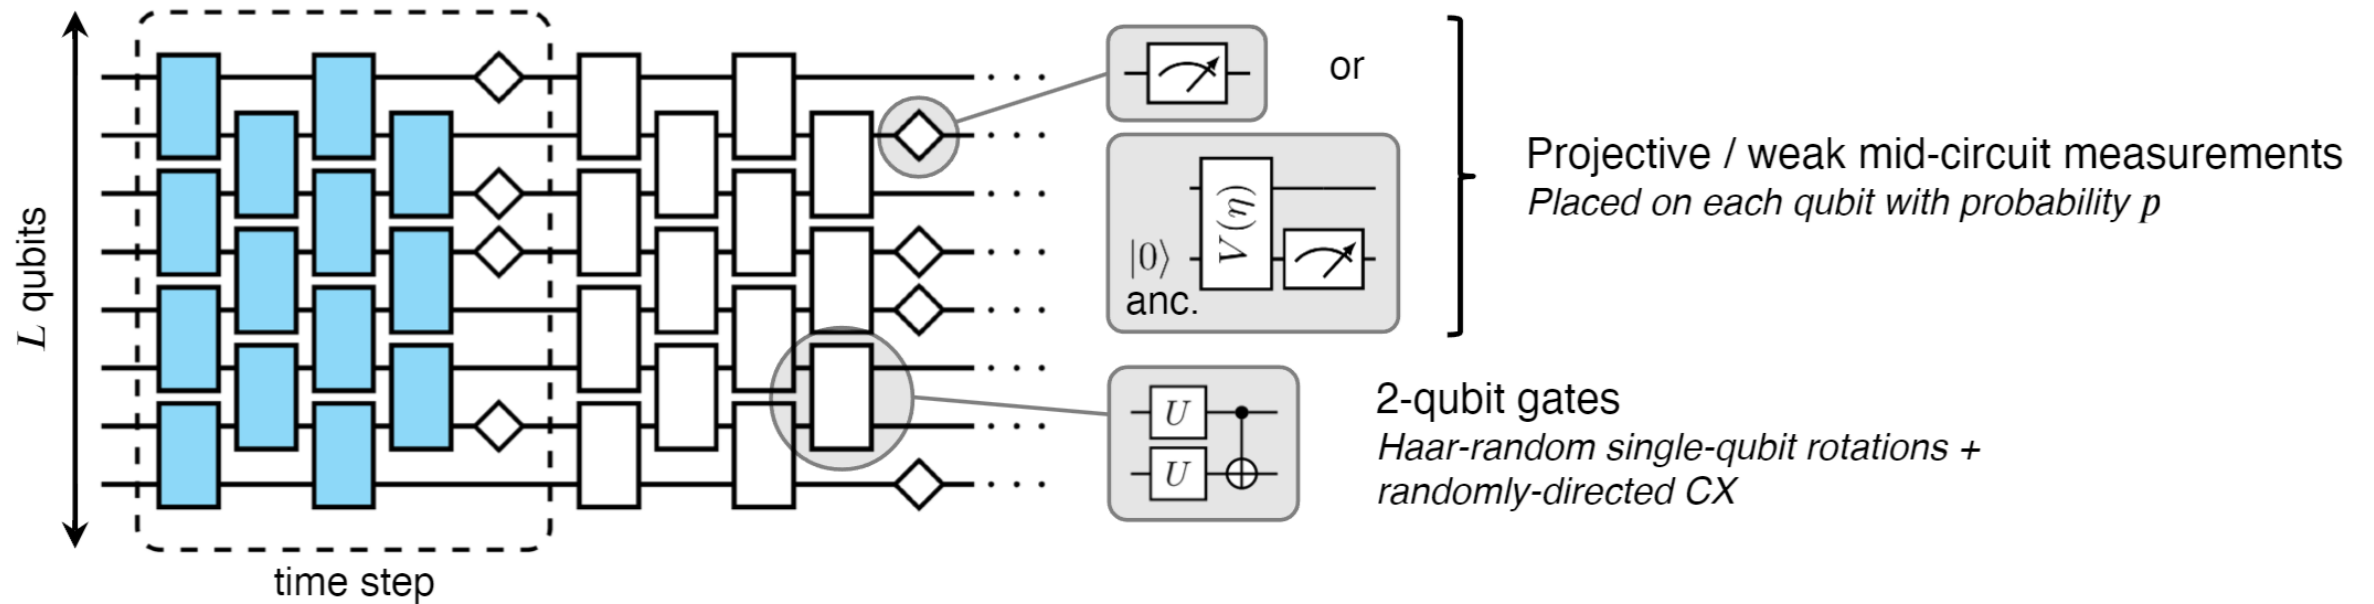 L qubits
time step
or
V(η)
|0⟩
anc.
Projective / weak mid-circuit measurements
Placed on each qubit with probability p
U
U
2-qubit gates
Haar-random single-qubit rotations +
randomly-directed CX